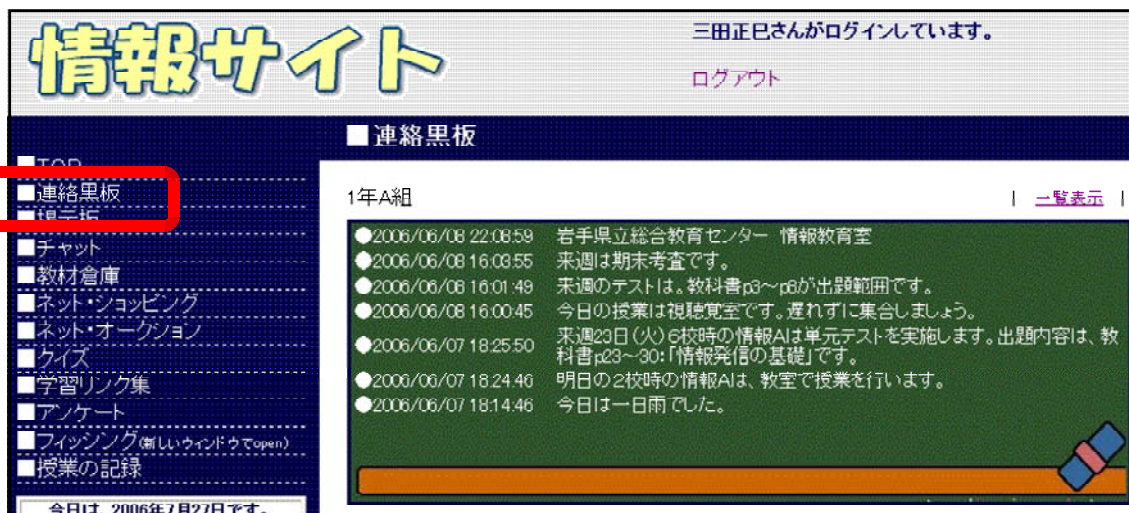 情報サイト
三田正巳さんがログインしています。
ログアウト
■連絡黒板
■TOP
■連絡黒板
■掲示板
■チャット
■教材倉庫
■ネット・ショッピング
■ネット・オークション
■クイズ
■学習リンク集
■アンケート
■フィッシング(新しいウィンドウでopen)
■授業の記録
今日は、2006年7月27日です。
1年A組
| 一覧表示 |
●2006/06/08 22:08:59 岩手県立総合教育センター 情報教育室
●2006/06/08 16:03:55 来週は期末考査です。
●2006/06/08 16:01:49 来週のテストは。教科書p3～p8が出題範囲です。
●2006/06/08 16:00:45 今日の授業は視聴覚室です。遅れずに集合しましょう。
●2006/06/07 18:25:50 来週23日(火)6校時の情報Aは単元テストを実施します。出題内容は、教
科書p23～30:「情報発信の基礎」です。
●2006/06/07 18:24:46 明日の2校時の情報Aは、教室で授業を行います。
●2006/06/07 18:14:46 今日は一日雨でした。